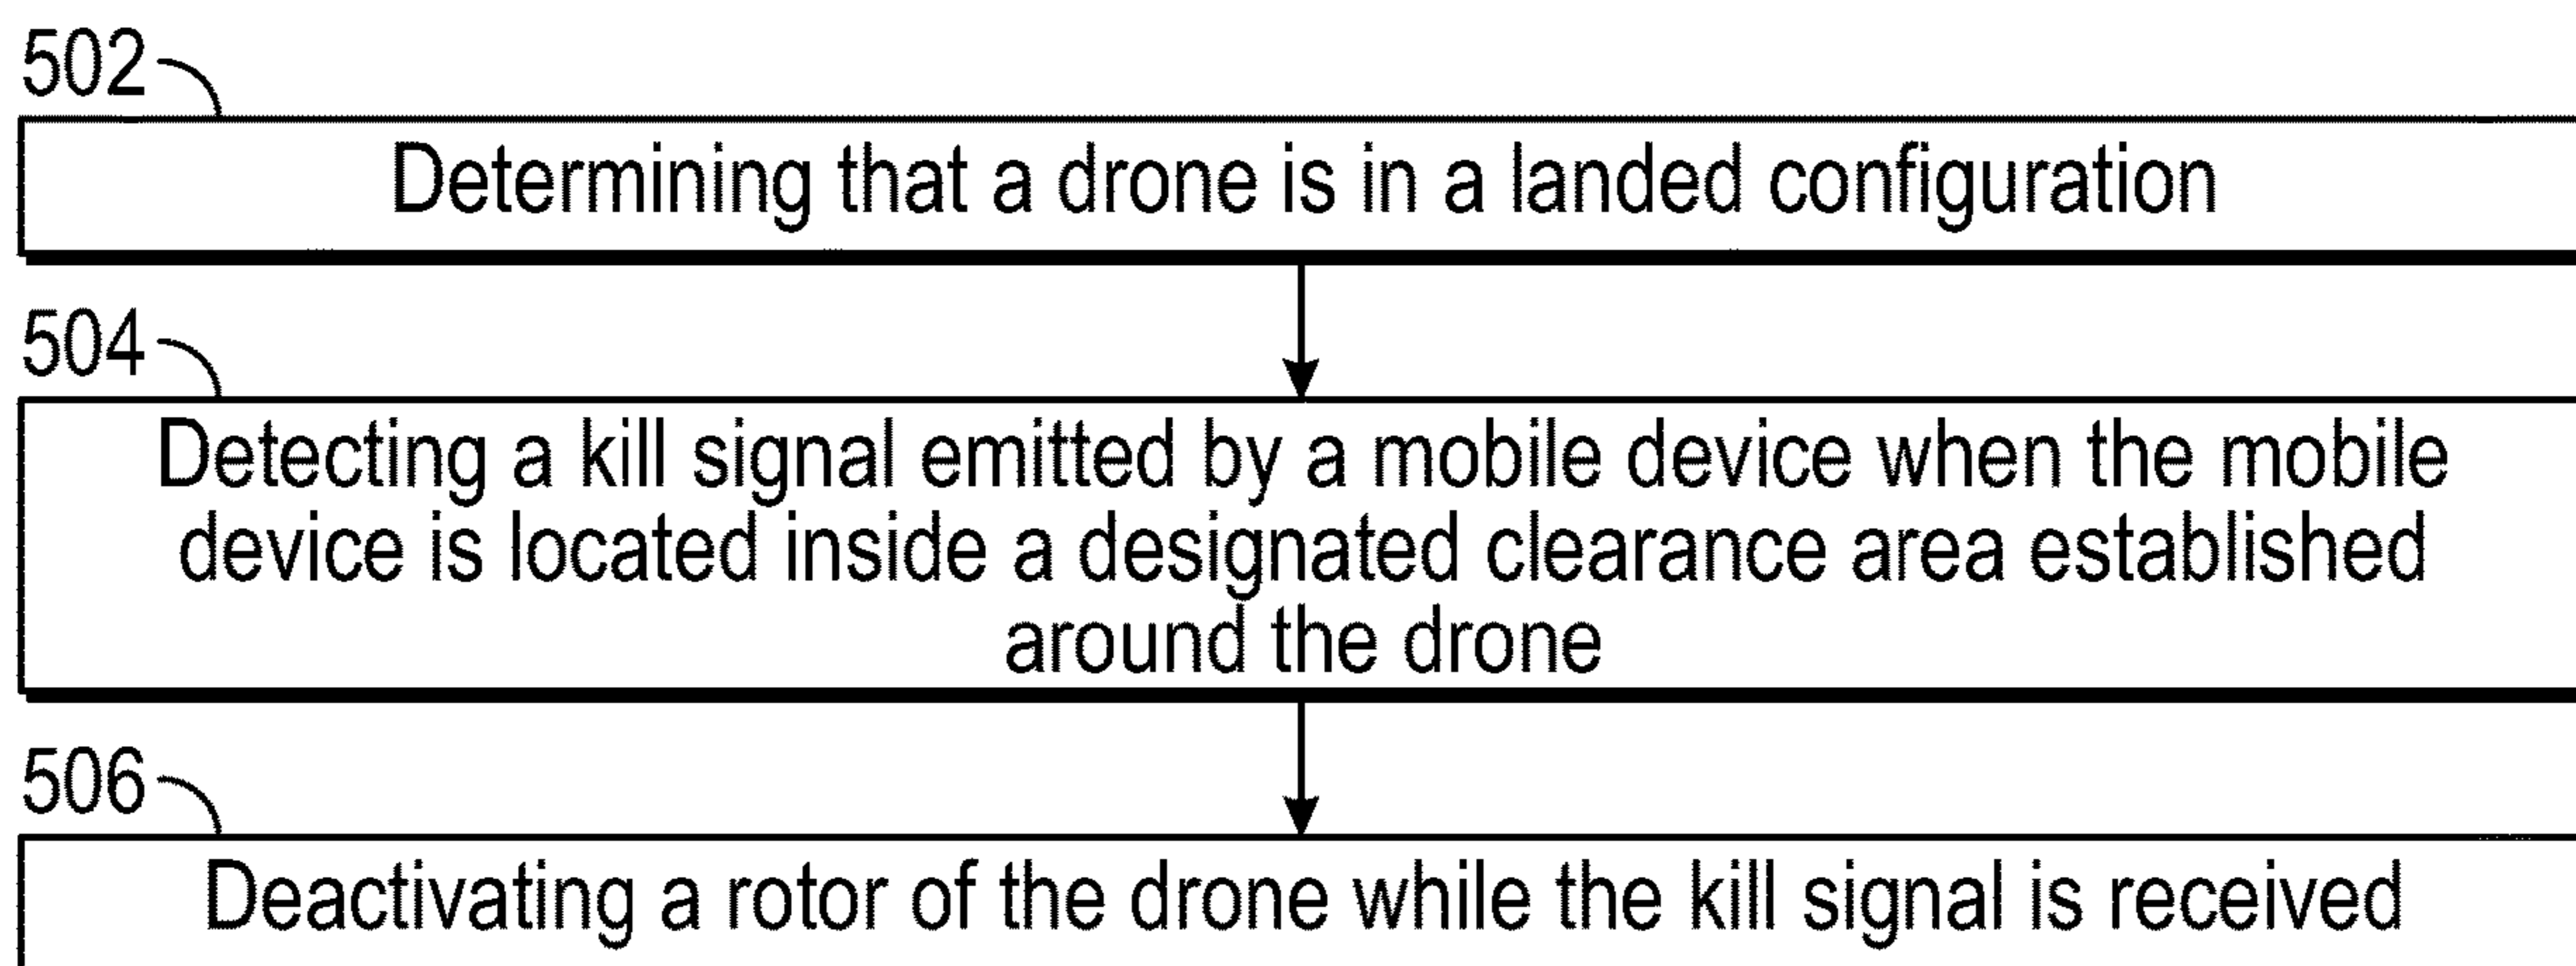 502
Determining that a drone is in a landed configuration
504
Detecting a kill signal emitted by a mobile device when the mobile
device is located inside a designated clearance area established
around the drone
506
Deactivating a rotor of the drone while the kill signal is received